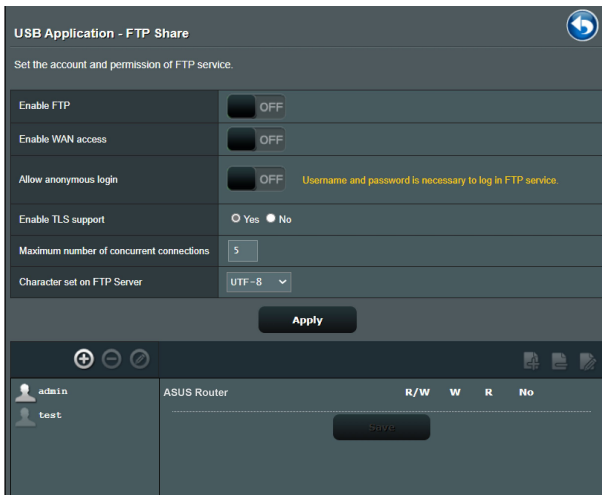 USB Application - FTP Share
Set the account and permission of FTP service.
Enable FTP OFF
Enable WAN access OFF
Allow anonymous login OFF Username and password is necessary to log in FTP service.
Enable TLS support Yes No
Maximum number of concurrent connections 5
Character set on FTP Server UTF-8
Apply
admin ASUS Router R/W W R No
test
Save